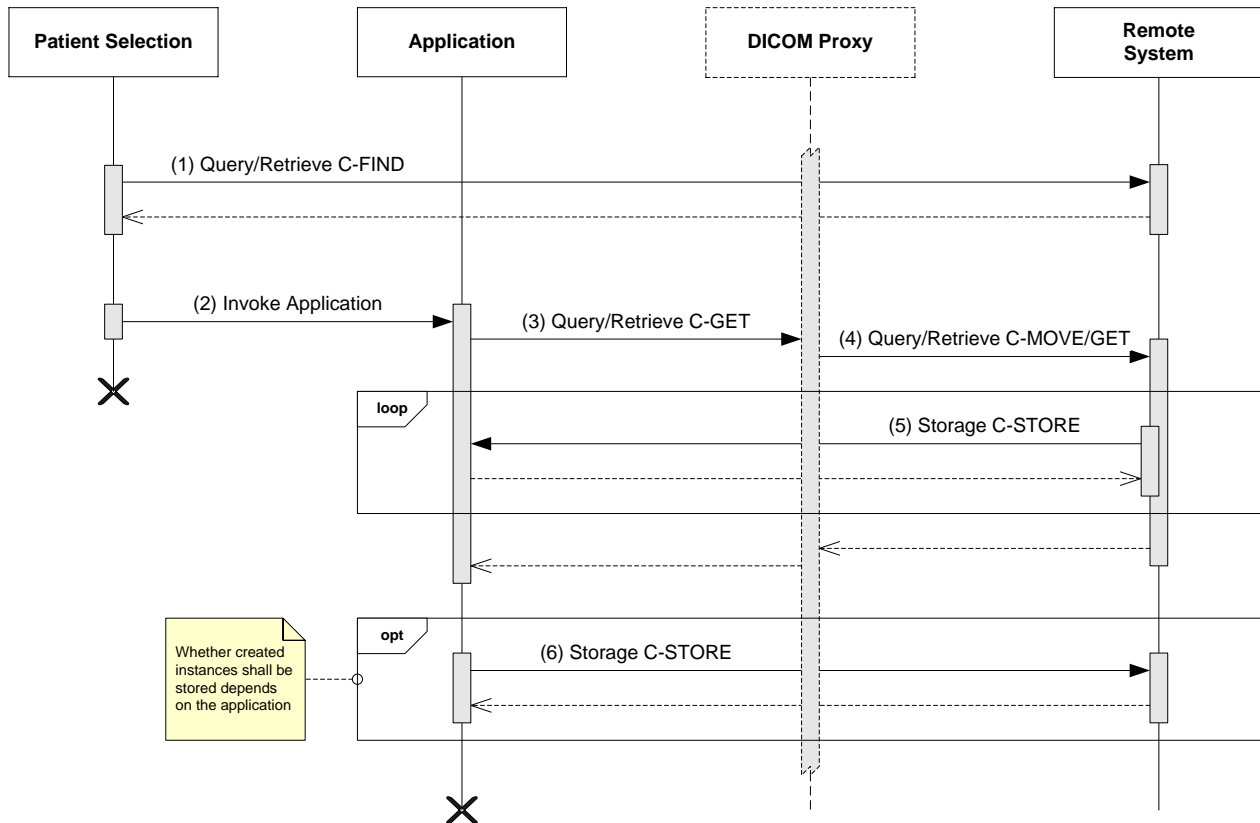 Patient Selection
Application
DICOM Proxy
Remote
System
(1) Query/Retrieve C-FIND
(2) Invoke Application
(3) Query/Retrieve C-GET
(4) Query/Retrieve C-MOVE/GET
loop
(5) Storage C-STORE
opt
Whether created
instances shall be
stored depends
on the application
(6) Storage C-STORE